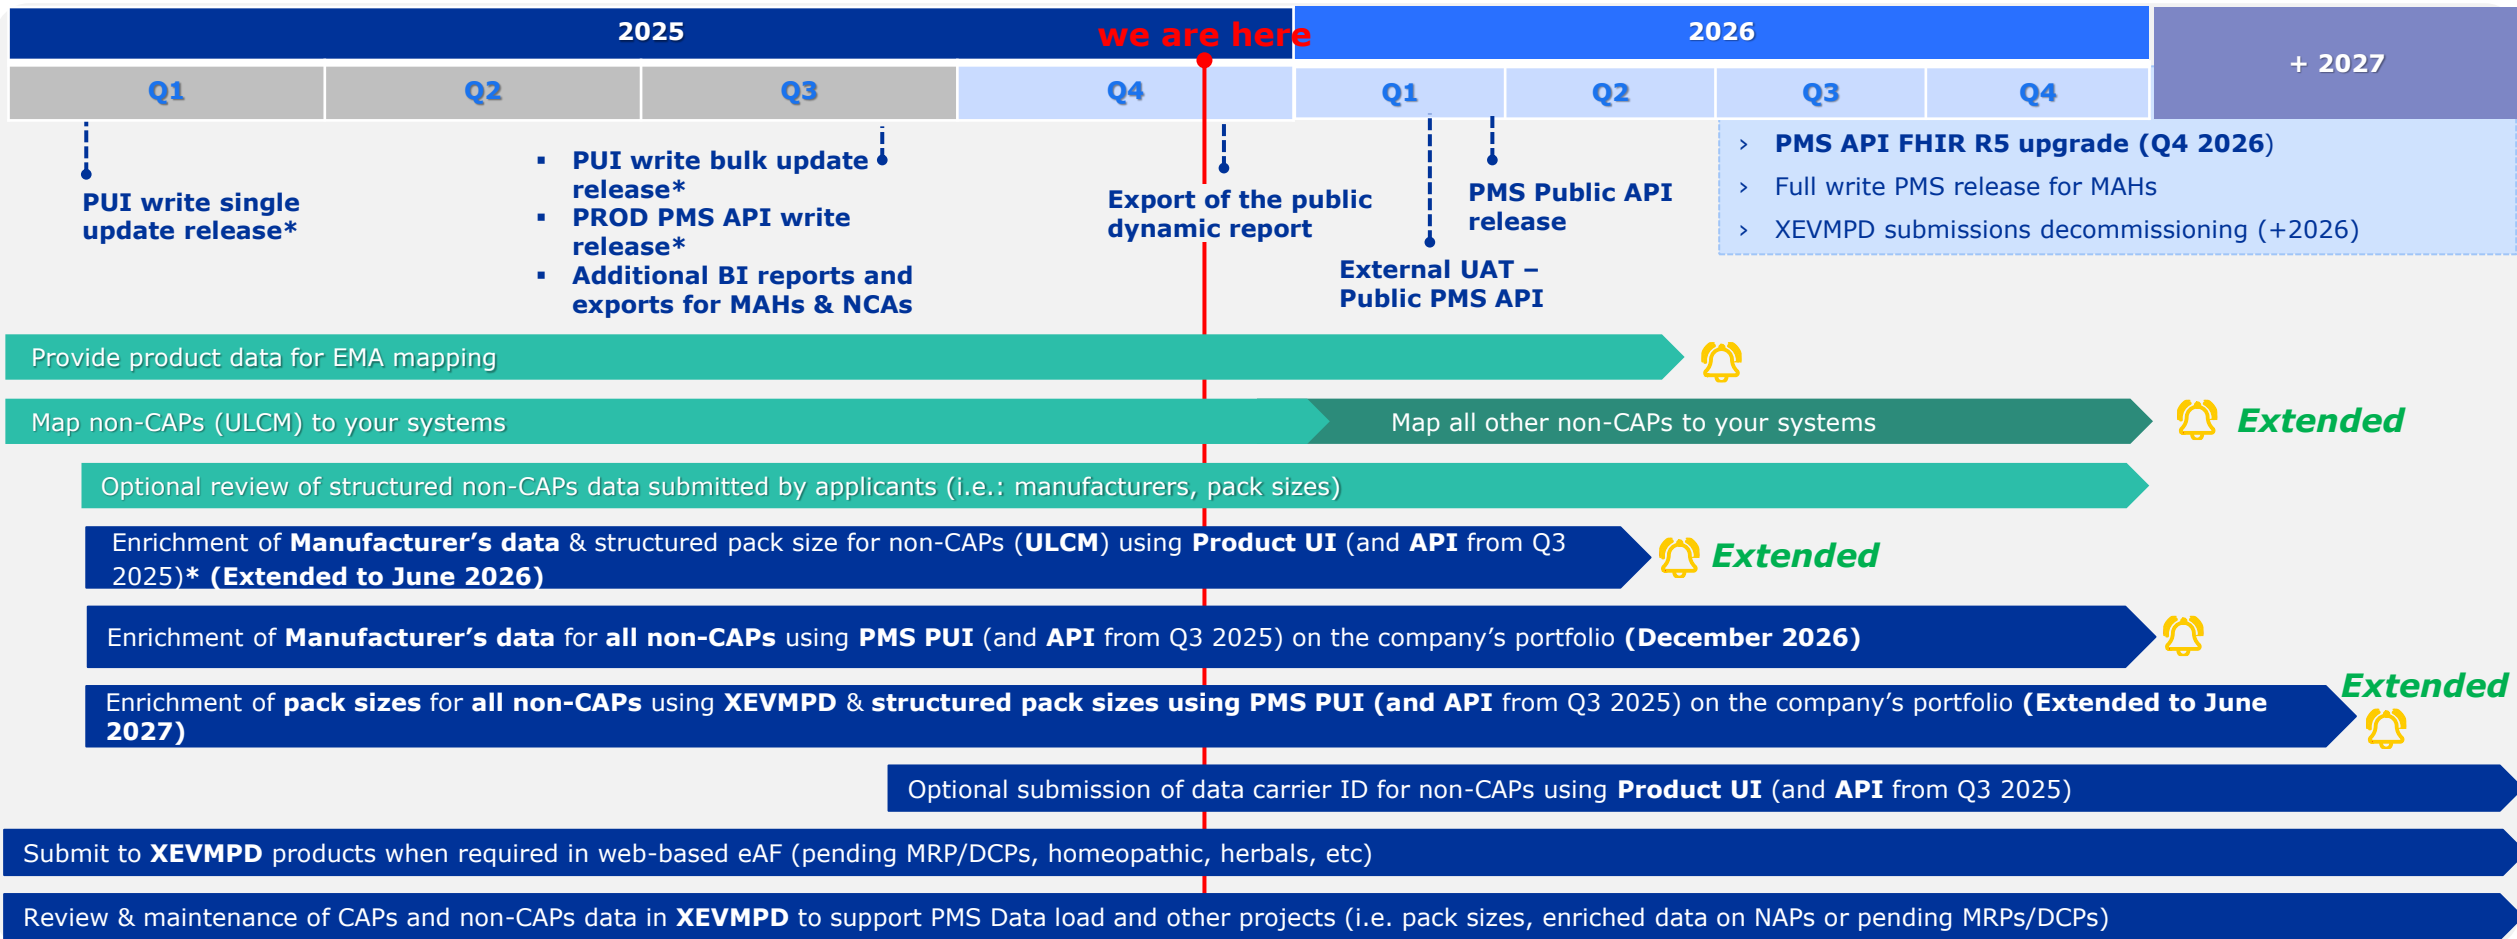 2025
we are here
2026
+ 2027
Q1
Q2
Q3
Q4
Q1
Q2
Q3
Q4
PUI write single
update release*
▪ PUI write bulk update
release*
▪ PROD PMS API write
release*
▪ Additional BI reports and
exports for MAHs & NCAs
Export of the public
dynamic report
External UAT –
Public PMS API
PMS Public API
release
› PMS API FHIR R5 upgrade (Q4 2026)
› Full write PMS release for MAHs
› XEVMPD submissions decommissioning (+2026)
Provide product data for EMA mapping
Map non-CAPs (ULCM) to your systems
Map all other non-CAPs to your systems
Extended
Optional review of structured non-CAPs data submitted by applicants (i.e.: manufacturers, pack sizes)
Enrichment of Manufacturer’s data & structured pack size for non-CAPs (ULCM) using Product UI (and API from Q3
2025)* (Extended to June 2026)
Extended
Enrichment of Manufacturer’s data for all non-CAPs using PMS PUI (and API from Q3 2025) on the company’s portfolio (December 2026)
Enrichment of pack sizes for all non-CAPs using XEVMPD & structured pack sizes using PMS PUI (and API from Q3 2025) on the company’s portfolio (Extended to June
2027)
Extended
Optional submission of data carrier ID for non-CAPs using Product UI (and API from Q3 2025)
Submit to XEVMPD products when required in web-based eAF (pending MRP/DCPs, homeopathic, herbals, etc)
Review & maintenance of CAPs and non-CAPs data in XEVMPD to support PMS Data load and other projects (i.e. pack sizes, enriched data on NAPs or pending MRPs/DCPs)